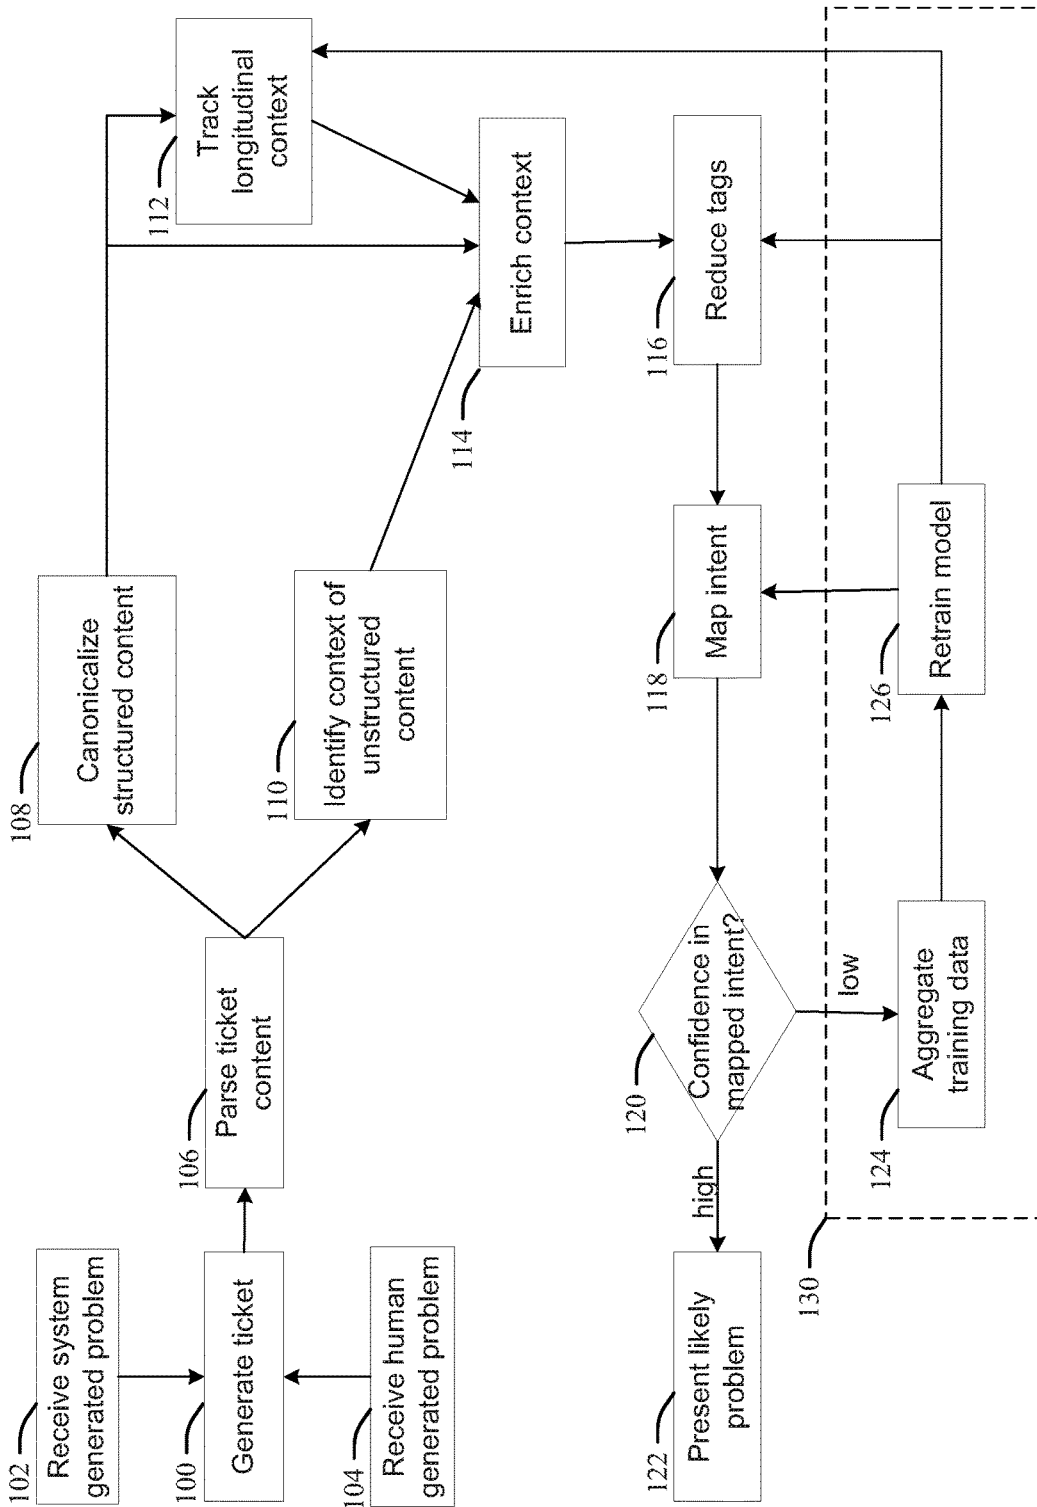 102
Receive system
generated problem
100
Generate ticket
104
Receive human
generated problem
106
Parse ticket
content
108
Canonicalize
structured content
110
Identify context of
unstructured
content
112
Track
longitudinal
context
114
Enrich context
116
Reduce tags
118
Map intent
120
Confidence in
mapped intent?
high
low
122
Present likely
problem
124
Aggregate
training data
126
Retrain model
130